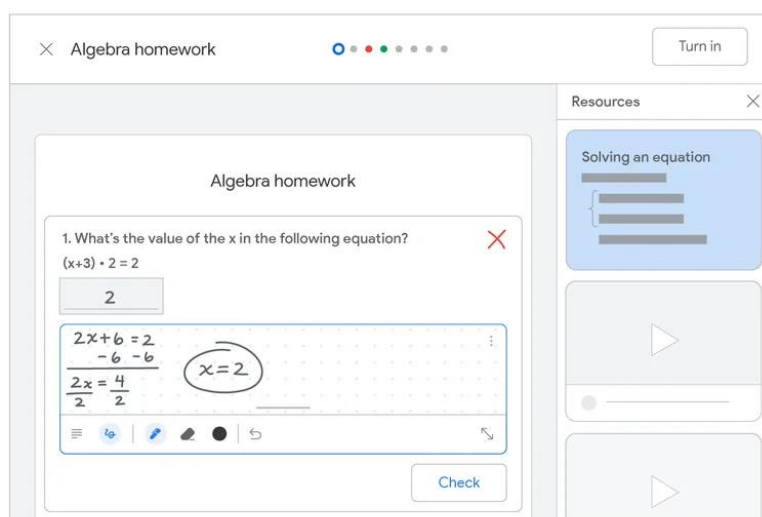 Algebra homework
Turn in
Resources
Solving an equation
Algebra homework
1. What's the value of the x in the following equation?
(x+3) • 2 = 2
2
2x+6 = 2
-6 -6
2x = 4
2 2
x=2
Check